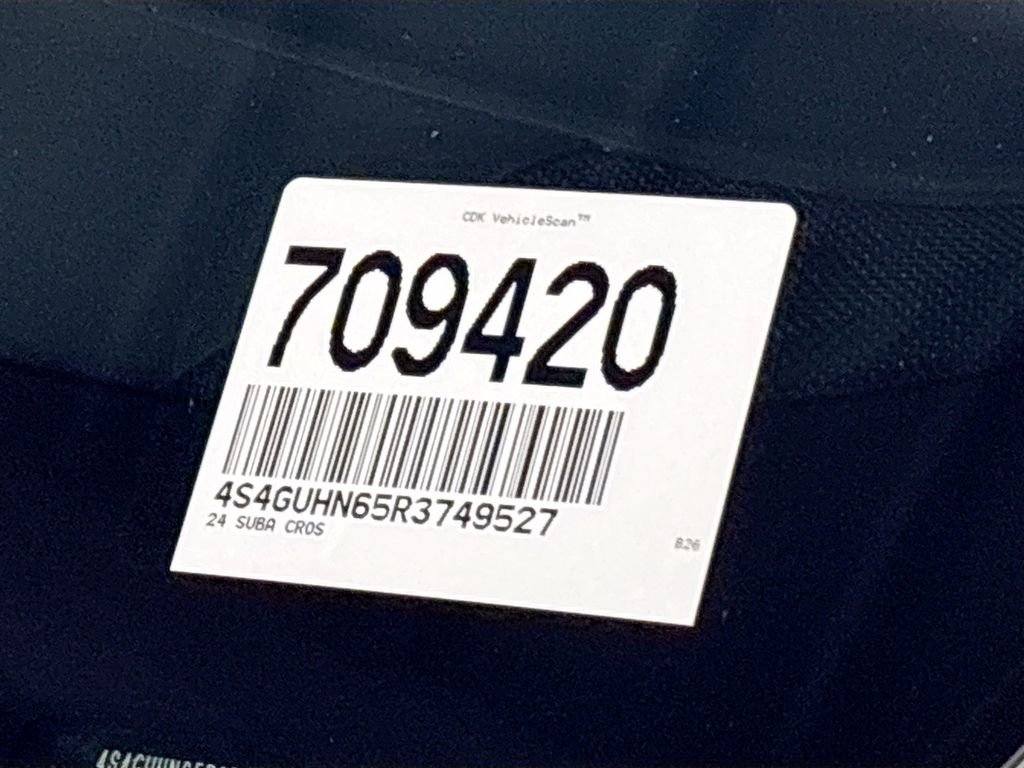 CDK VehicleScan™
709420
4S4GUHN65R3749527
24 SUBA CROS
B26